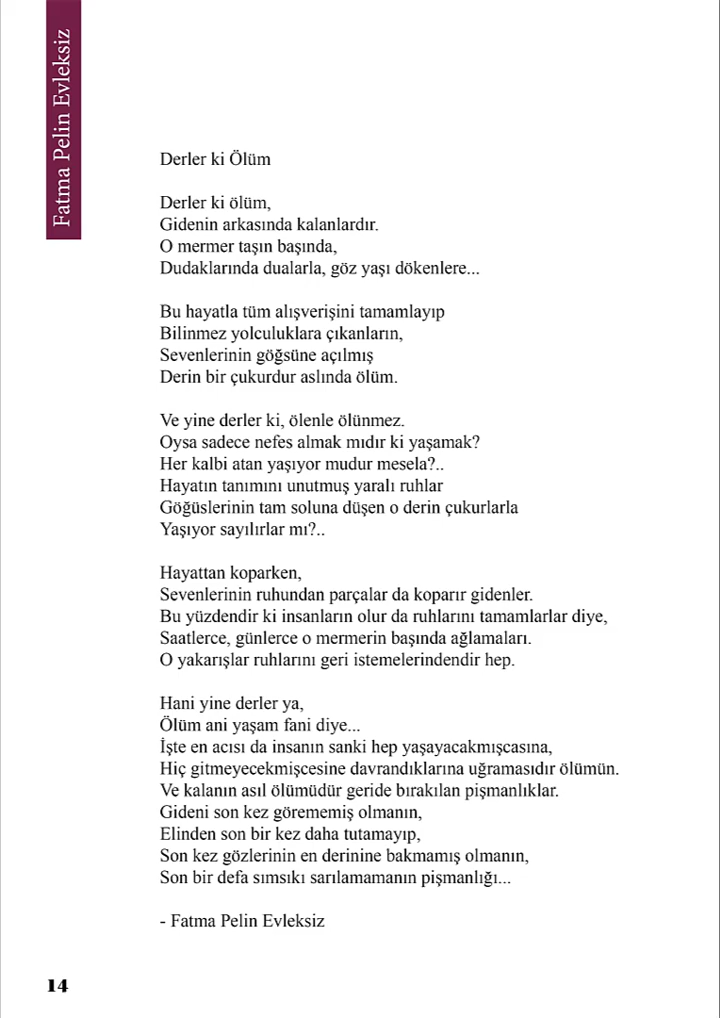 Fatma Pelin Evleksiz
Derler ki Ölüm
Derler ki ölüm,
Gidenin arkasında kalanlardır.
O mermer taşın başında,
Dudaklarında dualarla, göz yaşı dökenlere...
Bu hayatla tüm alışverişini tamamlayıp
Bilinmez yolculuklara çıkanların,
Sevenlerinin göğsüne açılmış
Derin bir çukurdur aslında ölüm.
Ve yine derler ki, ölenle ölünmez.
Oysa sadece nefes almak mıdır ki yaşamak?
Her kalbi atan yaşıyor mudur mesela?..
Hayatın tanımını unutmuş yaralı ruhlar
Göğüslerinin tam soluna düşen o derin çukurlarla
Yaşıyor sayılırlar mı?..
Hayattan koparken,
Sevenlerinin ruhundan parçalar da koparır gidenler.
Bu yüzdendir ki insanların olur da ruhlarını tamamlarlar diye,
Saatlerce, günlerce o mermerin başında ağlamaları.
O yakarışlar ruhlarını geri istemelerindendir hep.
Hani yine derler ya,
Ölüm ani yaşam fani diye...
İşte en acısı da insanın sanki hep yaşayacakmışcasına,
Hiç gitmeyecekmişcesine davrandıklarına uğramasıdır ölümün.
Ve kalanın asıl ölümüdür geride bırakılan pişmanlıklar.
Gideni son kez görememiş olmanın,
Elinden son bir kez daha tutamayıp,
Son kez gözlerinin en derinine bakmamış olmanın,
Son bir defa sımsıkı sarılamamanın pişmanlığı...
- Fatma Pelin Evleksiz
14